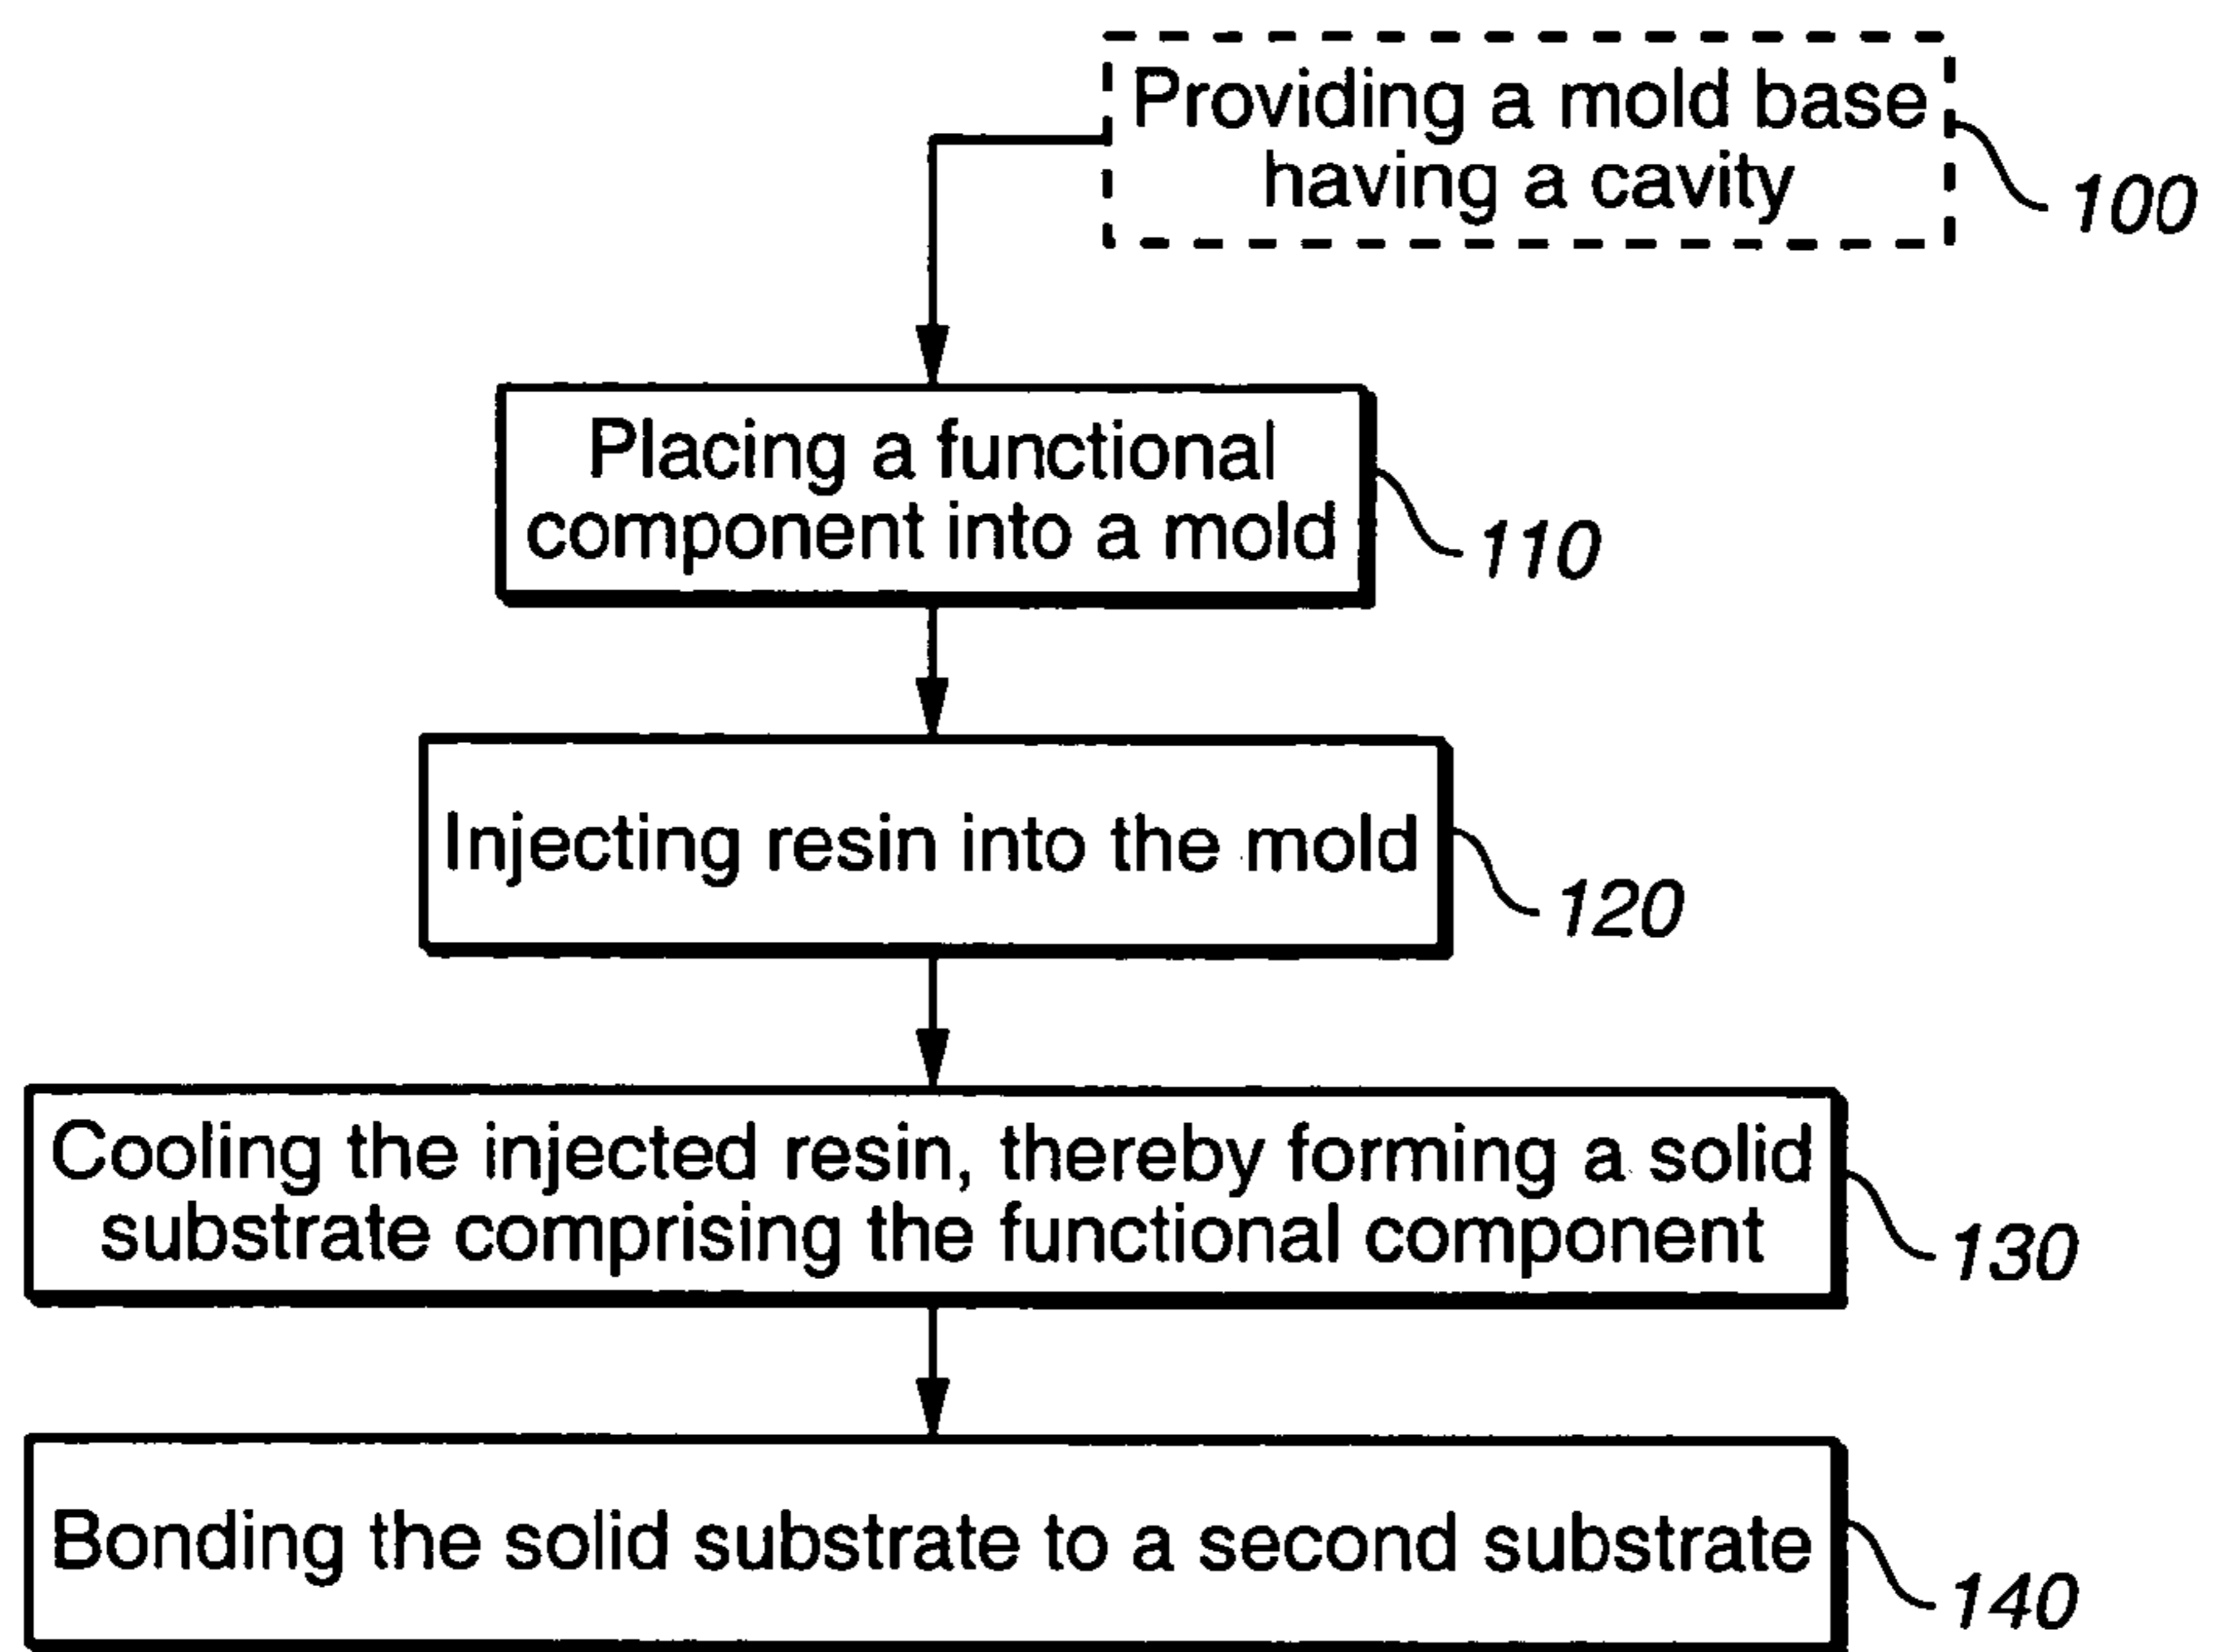 Providing a mold base
having a cavity
100
Placing a functional
component into a mold
110
Injecting resin into the mold
120
Cooling the injected resin, thereby forming a solid
substrate comprising the functional component
130
Bonding the solid substrate to a second substrate
140